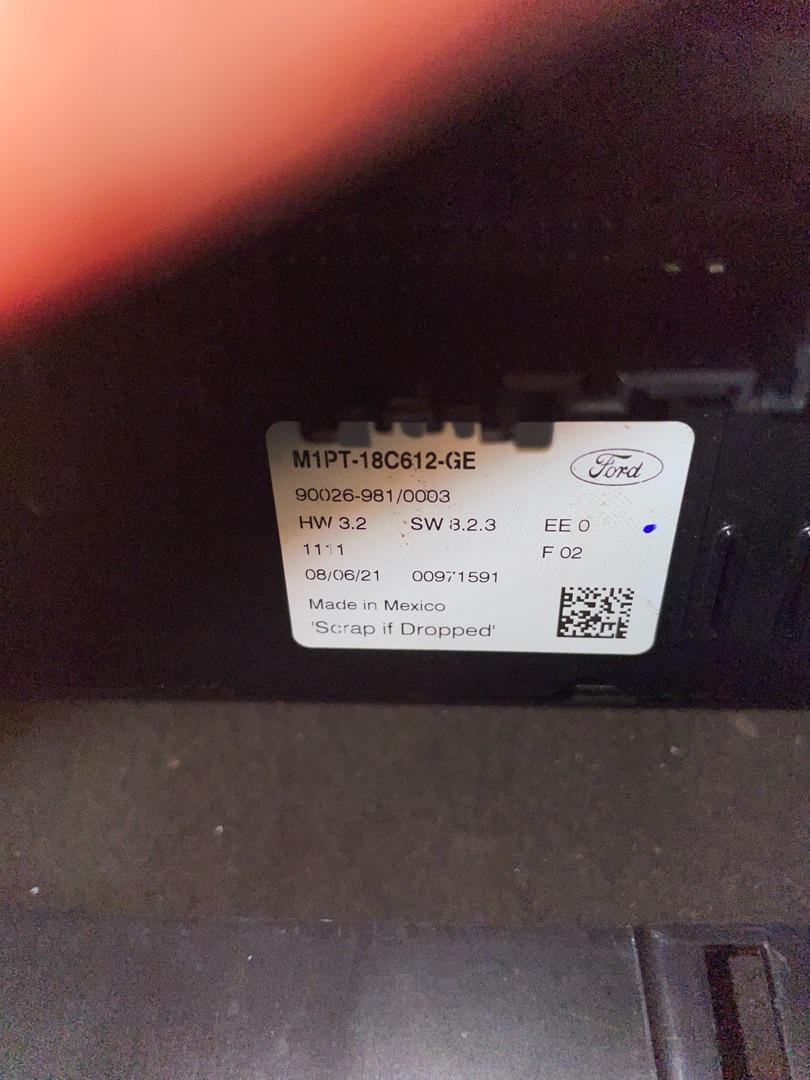 M1PT-18C612-GE
Ford
90026-981/0003
HW 3.2 SW 8.2.3 EE 0
1111 F 02
08/06/21 00971591
Made in Mexico
'Scrap if Dropped'